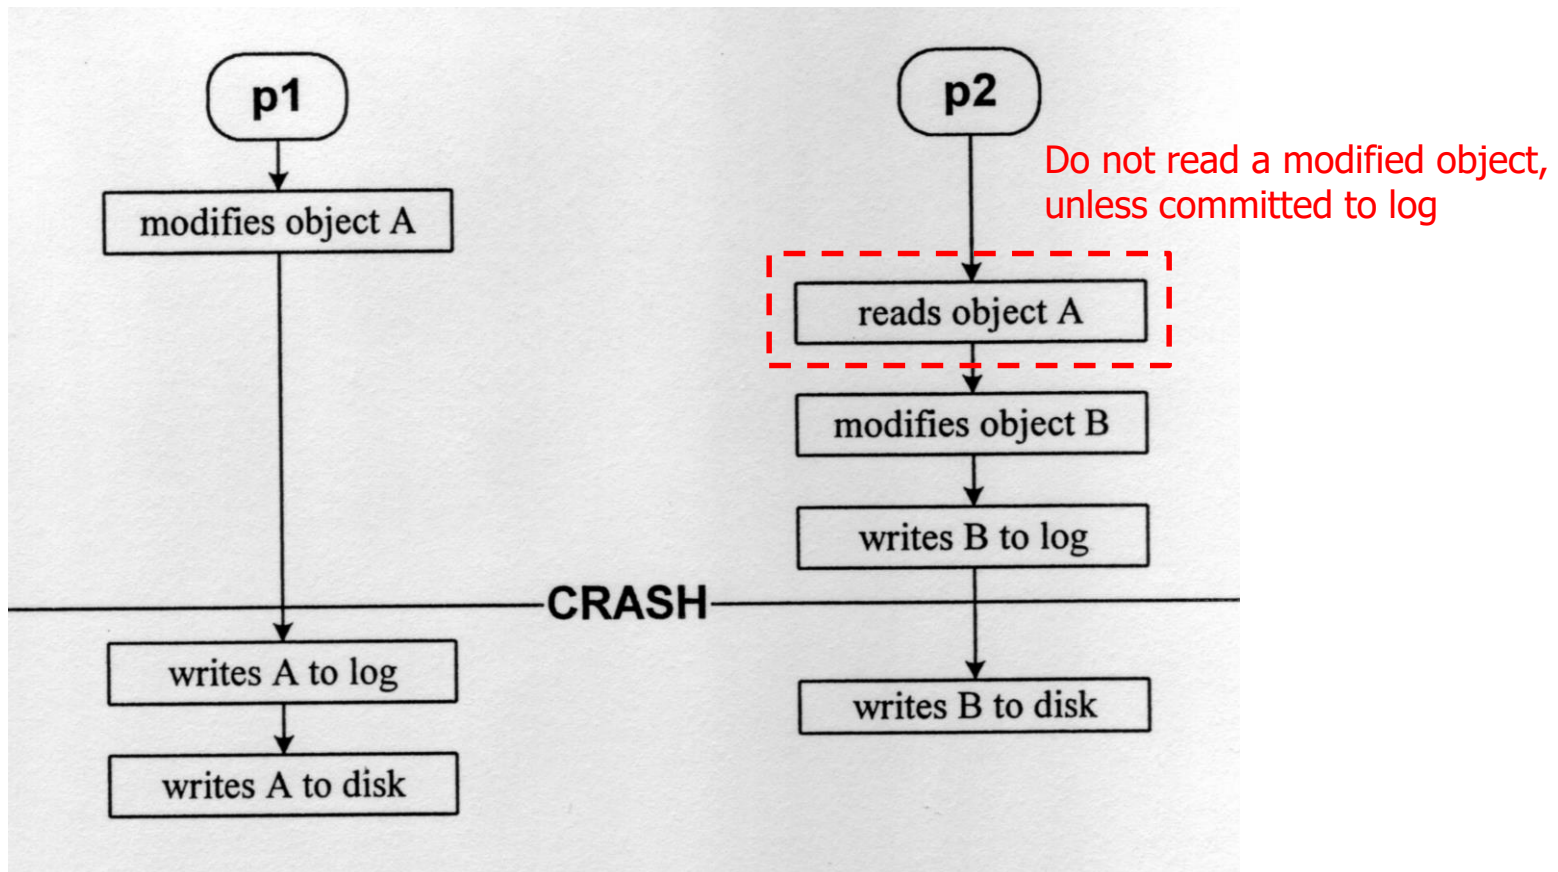 p1
p2
Do not read a modified object,
unless committed to log
modifies object A
reads object A
modifies object B
writes B to log
CRASH
writes A to log
writes B to disk
writes A to disk